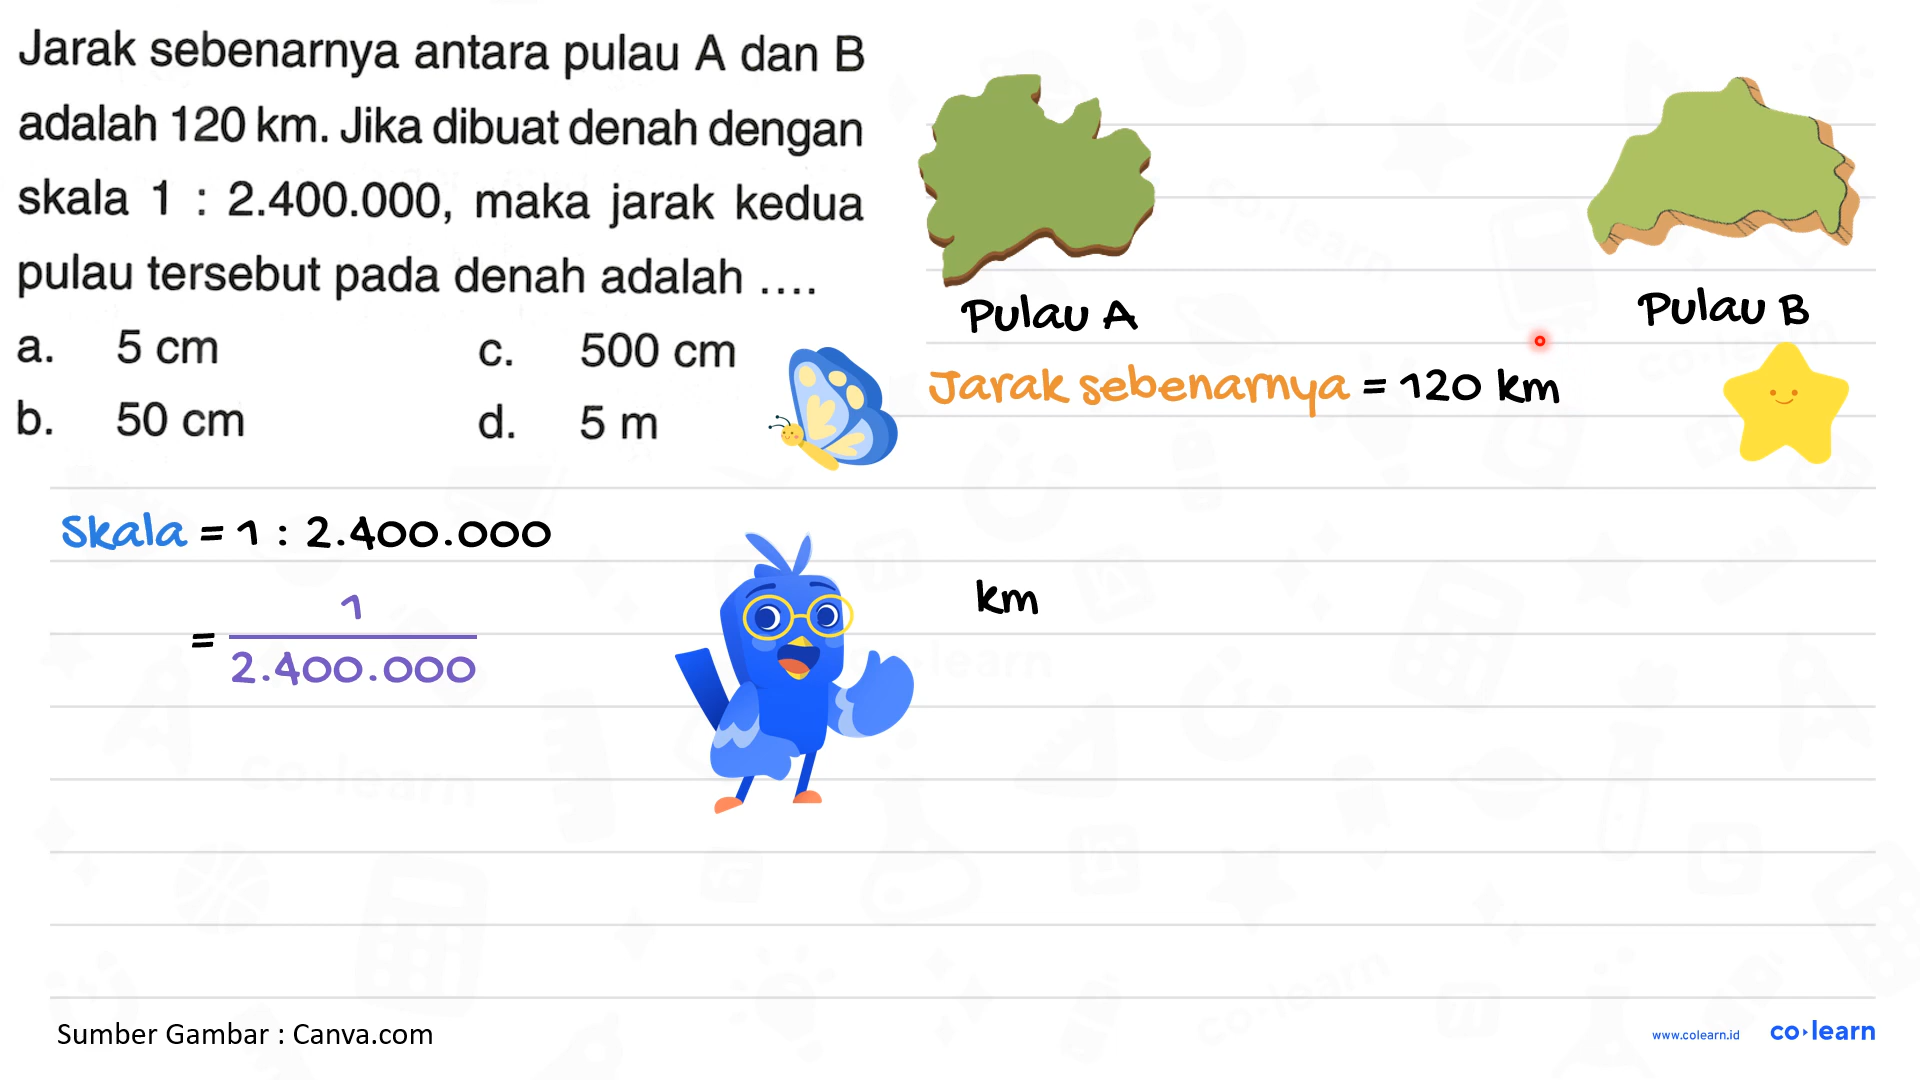 Jarak sebenarnya antara pulau A dan B
adalah 120 km. Jika dibuat denah dengan
skala 1 : 2.400.000, maka jarak kedua
pulau tersebut pada denah adalah ....
a. 5 cm c. 500 cm
b. 50 cm d. 5 m
Pulau A
Pulau B
Jarak sebenarnya = 120 km
Skala = 1 : 2.400.000
= 1
2.400.000
km
Sumber Gambar : Canva.com
www.colearn.id co·learn